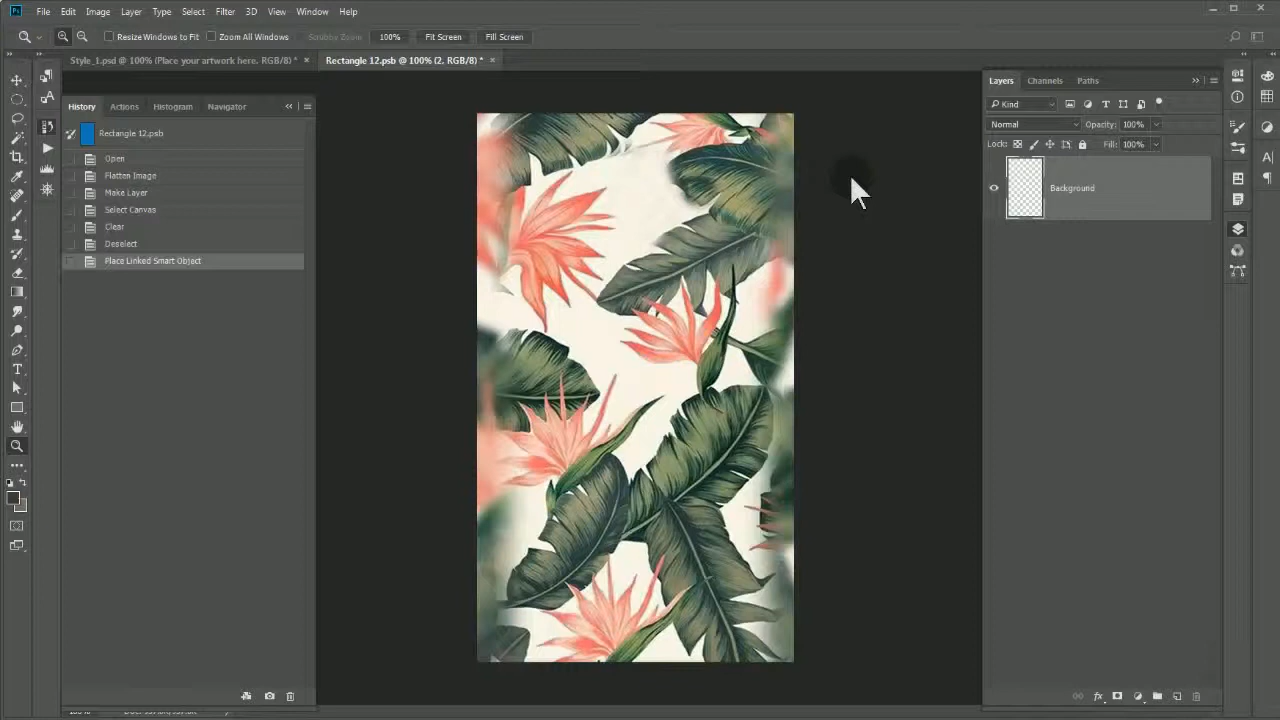 Ps File Edit Image Layer Type Select Filter 3D View Window Help
Resize Windows to Fit Zoom All Windows Scrubby Zoom 100% Fit Screen Fill Screen
Style_1.psd @ 100% (Place your artwork here, RGB/8) * × Rectangle 12.psb @ 100% (2, RGB/8) * ×
History Actions Histogram Navigator
Rectangle 12.psb
Open
Flatten Image
Make Layer
Select Canvas
Clear
Deselect
Place Linked Smart Object
Layers Channels Paths
Kind
Normal Opacity: 100%
Lock: Fill: 100%
Background
fx